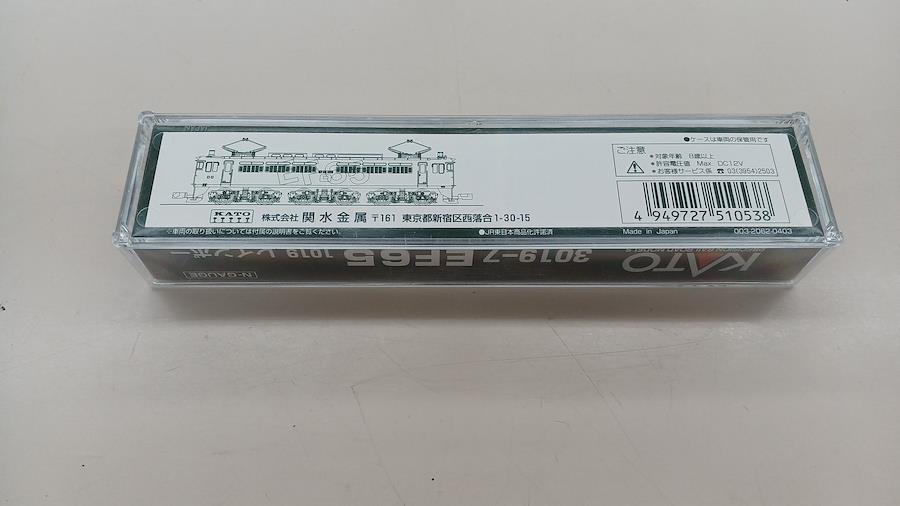 EF65
KATO
株式会社 関水金属 〒161 東京都新宿区西落合1-30-15
※車両の取り扱いについては付属の説明書をご覧ください。
●JR東日本商品化許諾済
●ケースは車両の保管用です
ご注意
●対象年齢 8歳以上
●許容電圧値 Max DC12V
●お客様サービス係 ☎ 03(3954)2503
4 949727 510538
Made in Japan
003-2062-0403
KATO
3019-7 EF65 1019 レインボー
N-GAUGE